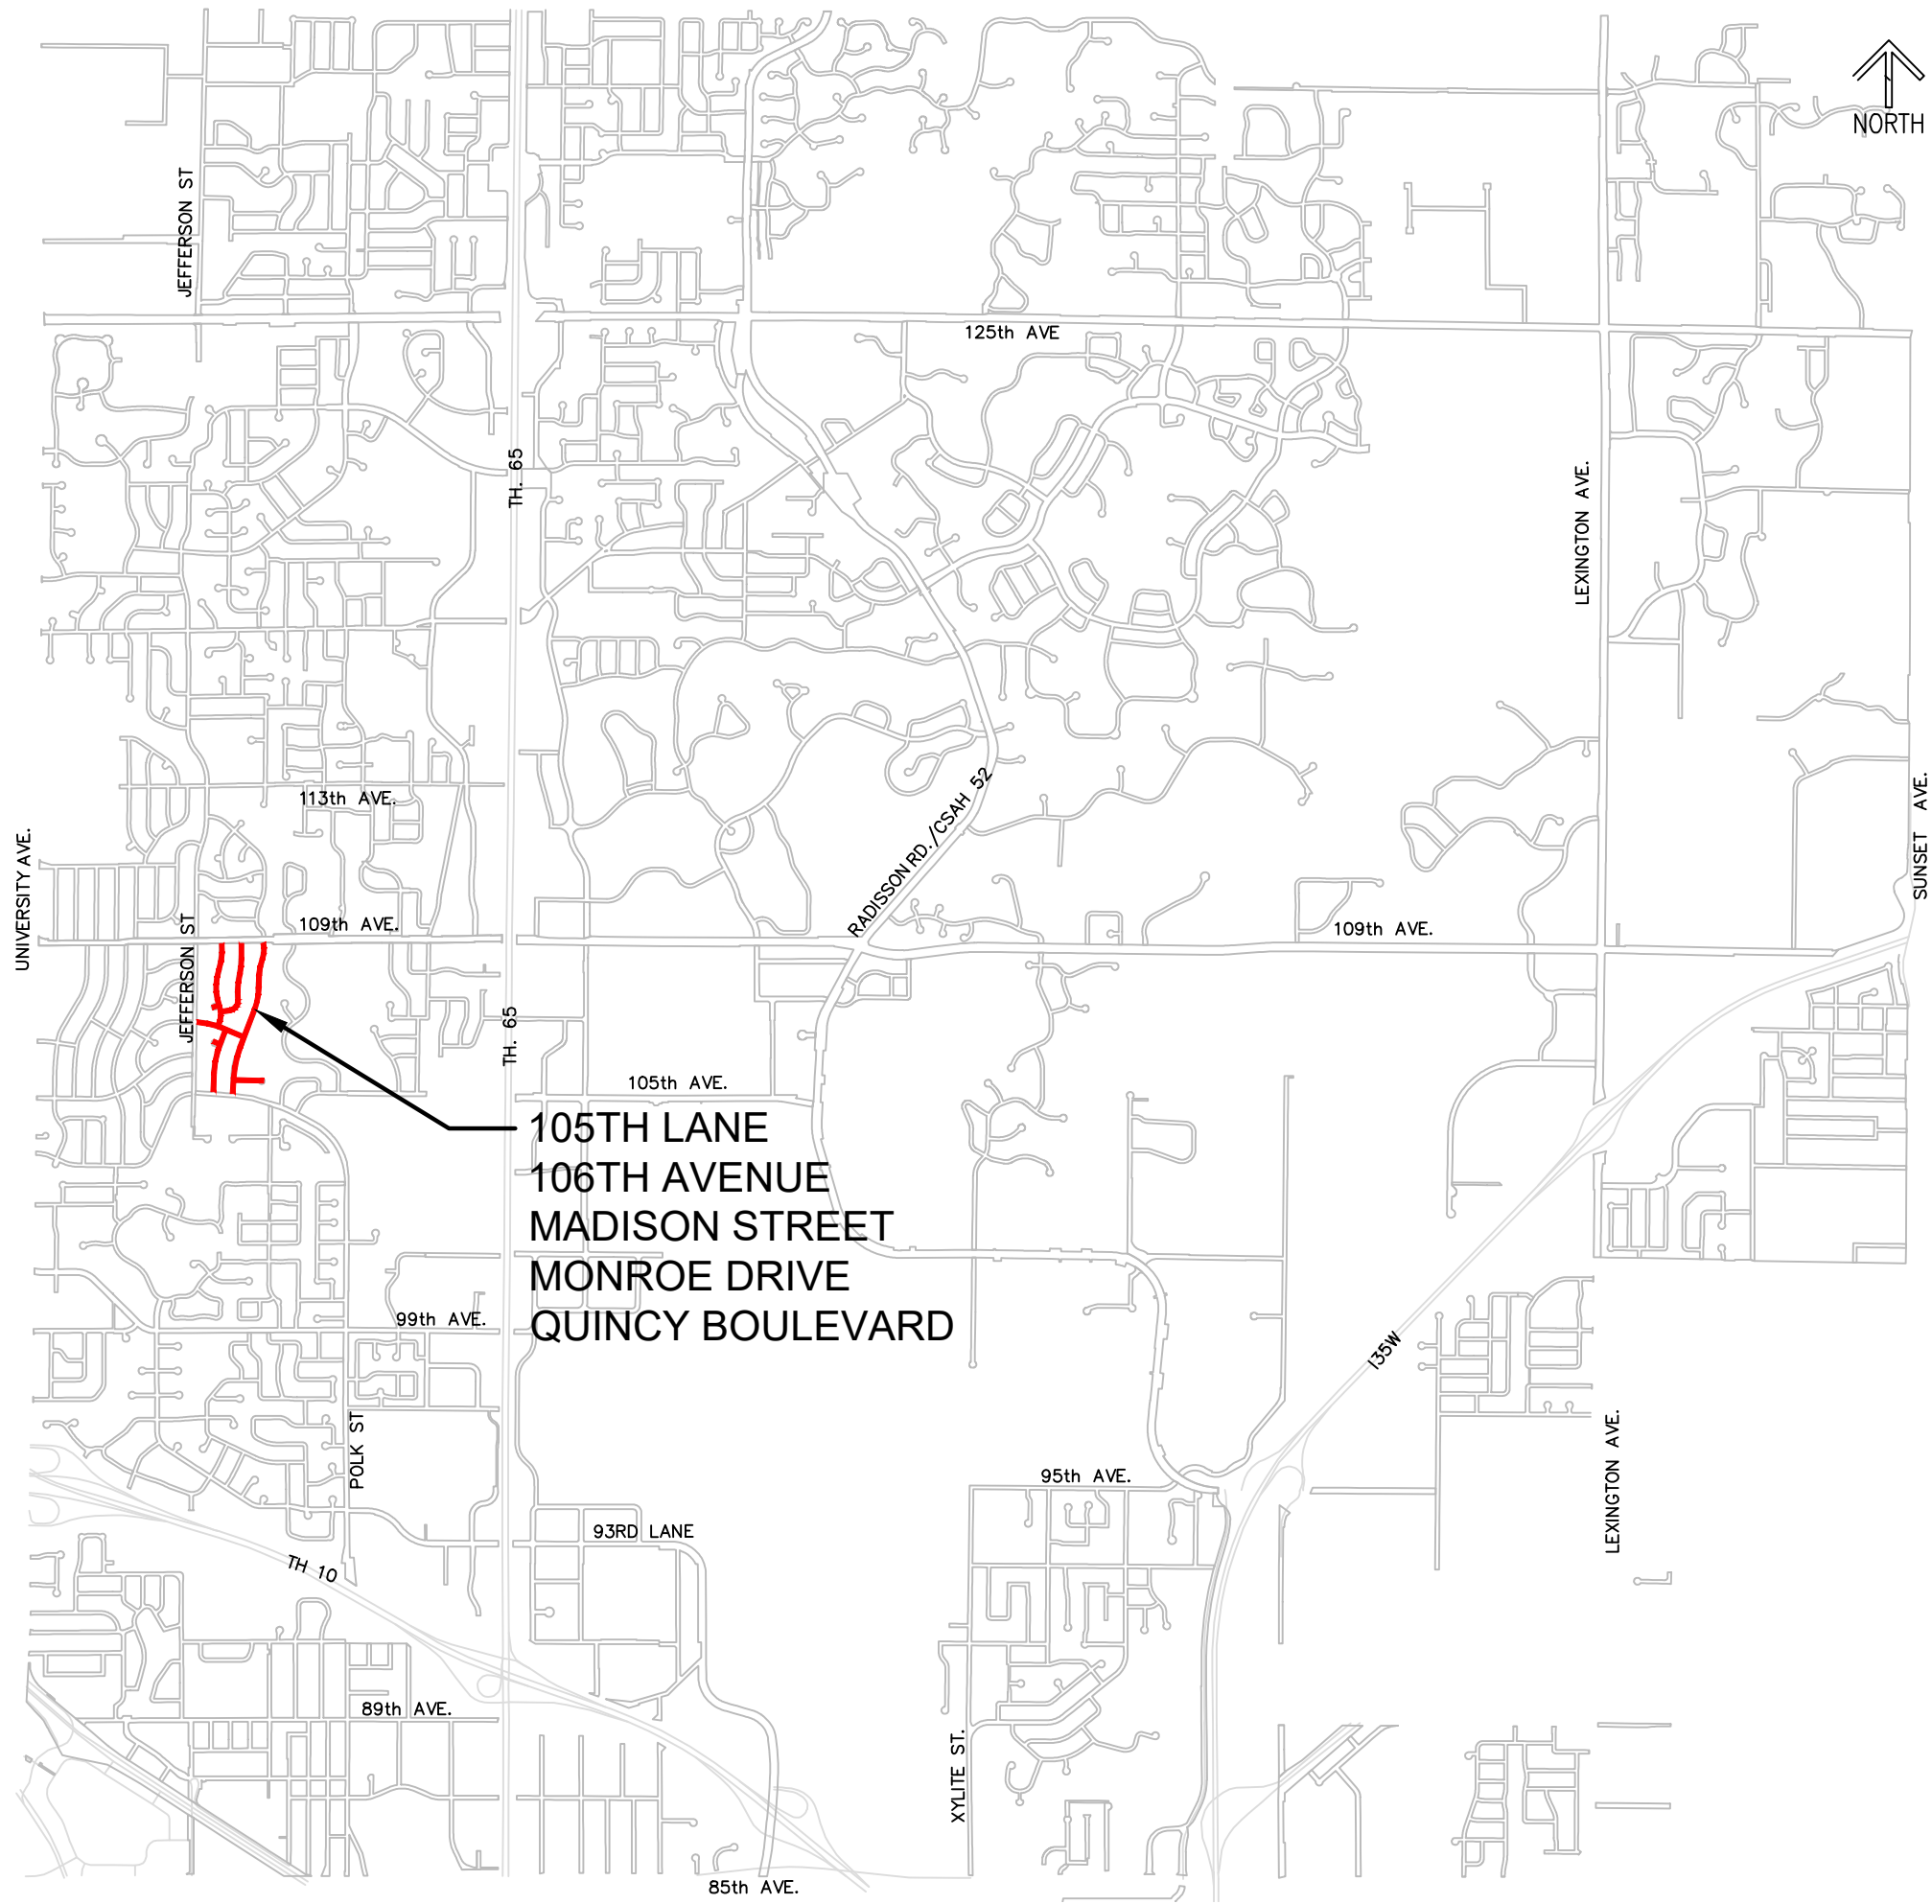 NORTH
JEFFERSON ST
125th AVE
TH. 65
LEXINGTON AVE.
113th AVE.
RADISSON RD./CSAH 52
SUNSET AVE.
UNIVERSITY AVE.
JEFFERSON ST
109th AVE.
109th AVE.
TH. 65
105th AVE.
105TH LANE
106TH AVENUE
MADISON STREET
MONROE DRIVE
QUINCY BOULEVARD
99th AVE.
I35W
POLK ST
LEXINGTON AVE.
95th AVE.
93RD LANE
TH 10
89th AVE.
XYLITE ST.
85th AVE.